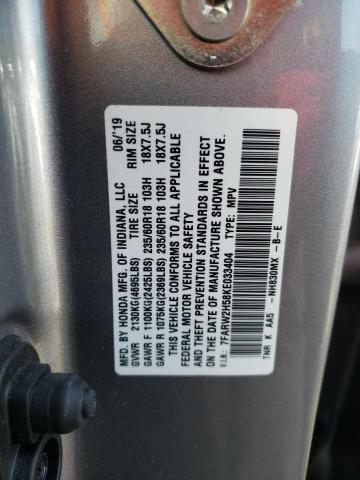 MFD. BY HONDA MFG. OF INDIANA, LLC 06/'19
GVWR 2130KG(4695LBS) TIRE SIZE RIM SIZE
GAWR F 1100KG(2425LBS) 235/60R18 103H 18X7.5J
GAWR R 1075KG(2369LBS) 235/60R18 103H 18X7.5J
THIS VEHICLE CONFORMS TO ALL APPLICABLE
FEDERAL MOTOR VEHICLE SAFETY
AND THEFT PREVENTION STANDARDS IN EFFECT
ON THE DATE OF MANUFACTURE SHOWN ABOVE.
V.I.N: 7FARW2H58KE033404 TYPE: MPV
TNR K AA5 -NH830MX -B-E